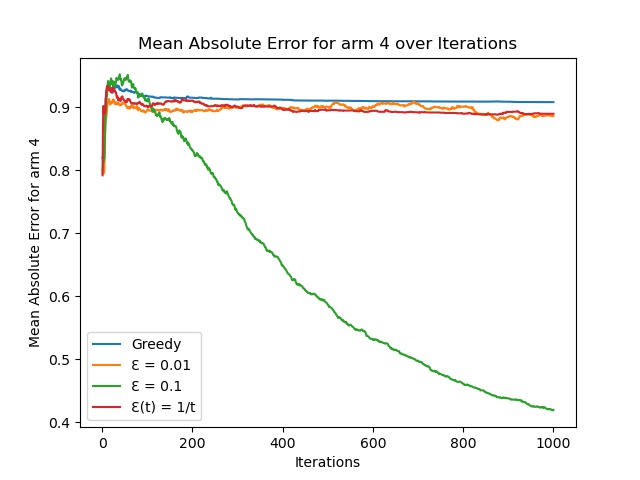 Mean Absolute Error for arm 4 over Iterations
Mean Absolute Error for arm 4
0.9
0.8
0.7
0.6
0.5
0.4
Greedy
Ɛ = 0.01
Ɛ = 0.1
Ɛ(t) = 1/t
0 200 400 600 800 1000
Iterations